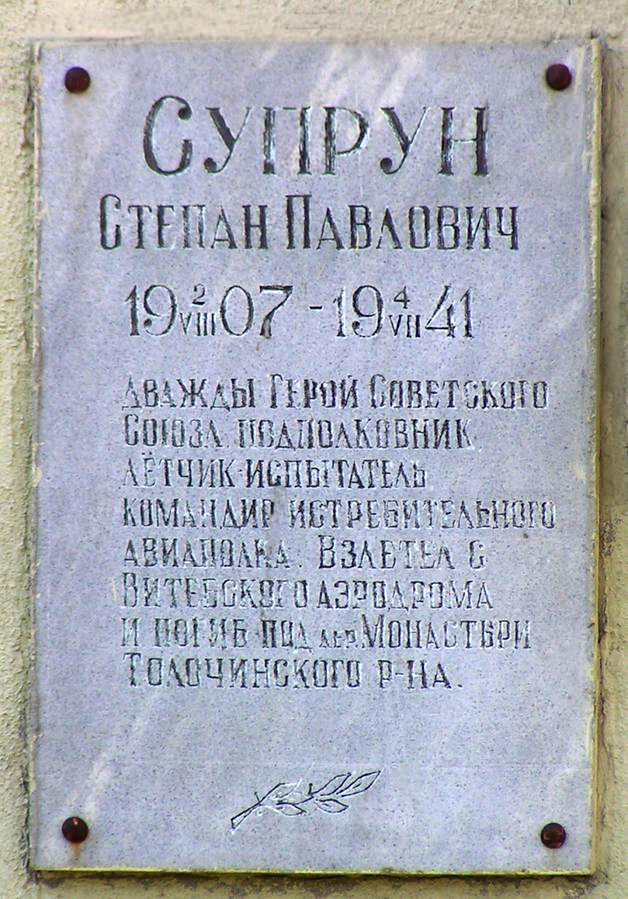 СУПРУН
СТЕПАН ПАВЛОВИЧ
19 2/VIII 07 - 19 4/VII 41
ДВАЖДЫ ГЕРОЙ СОВЕТСКОГО
СОЮЗА. ПОДПОЛКОВНИК
ЛЁТЧИК-ИСПЫТАТЕЛЬ
КОМАНДИР ИСТРЕБИТЕЛЬНОГО
АВИАПОЛКА. ВЗЛЕТЕЛ С
ВИТЕБСКОГО АЭРОДРОМА
И ПОГИБ ПОД дер. МОНАСТЫРИ
ТОЛОЧИНСКОГО Р-НА.